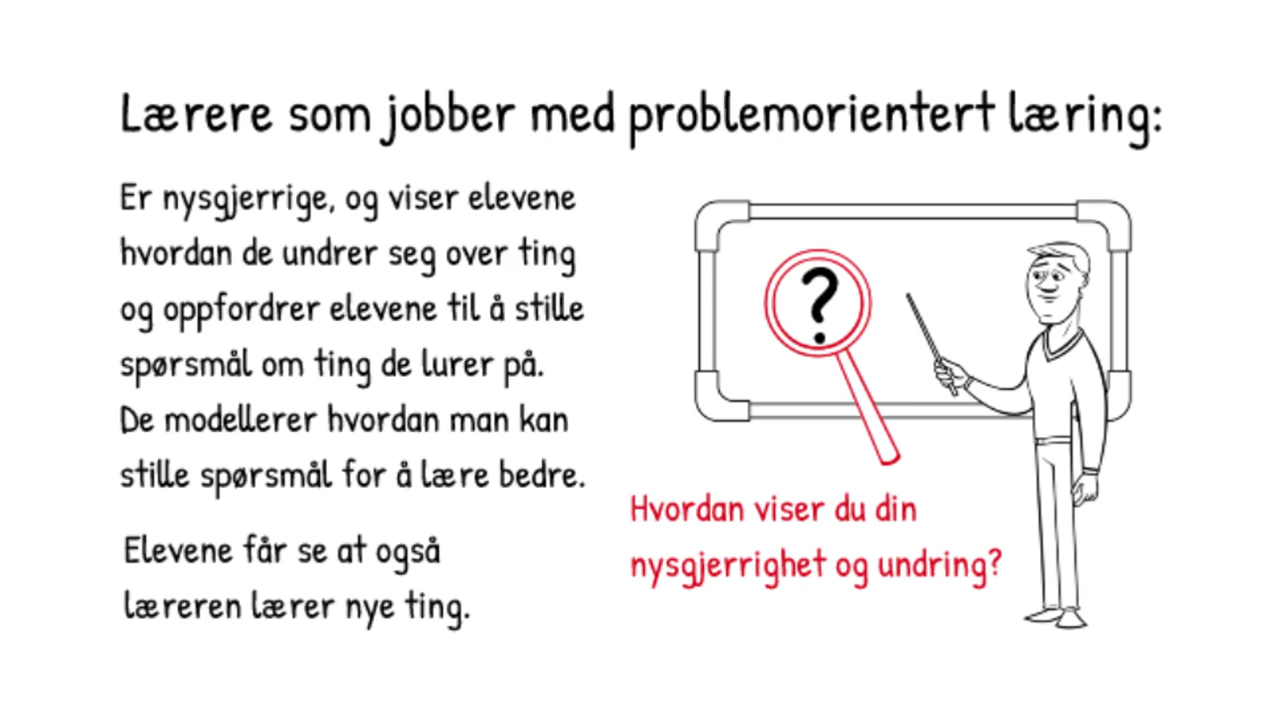 Lærere som jobber med problemorientert læring:
Er nysgjerrige, og viser elevene
hvordan de undrer seg over ting
og oppfordrer elevene til å stille
spørsmål om ting de lurer på.
De modellerer hvordan man kan
stille spørsmål for å lære bedre.
Elevene får se at også
læreren lærer nye ting.
?
Hvordan viser du din
nysgjerrighet og undring?